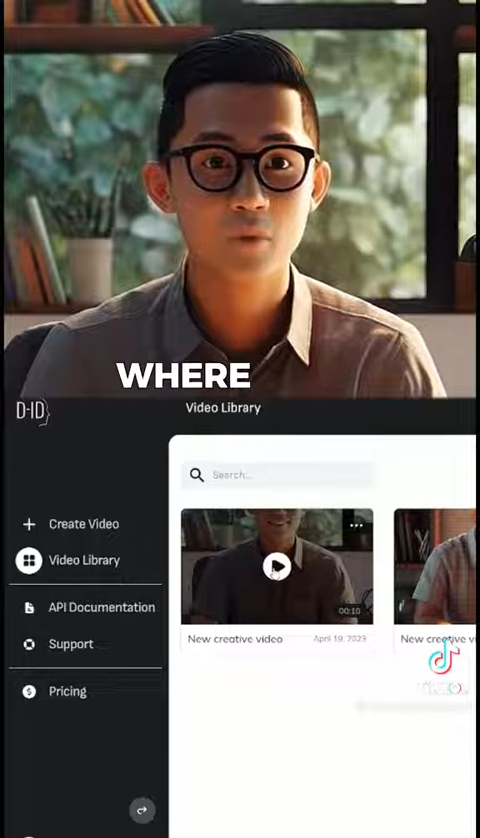 WHERE
D-ID
Video Library
Search...
Create Video
Video Library
00:10
New creative video April 19, 2023 New creative video
API Documentation
Support
Pricing